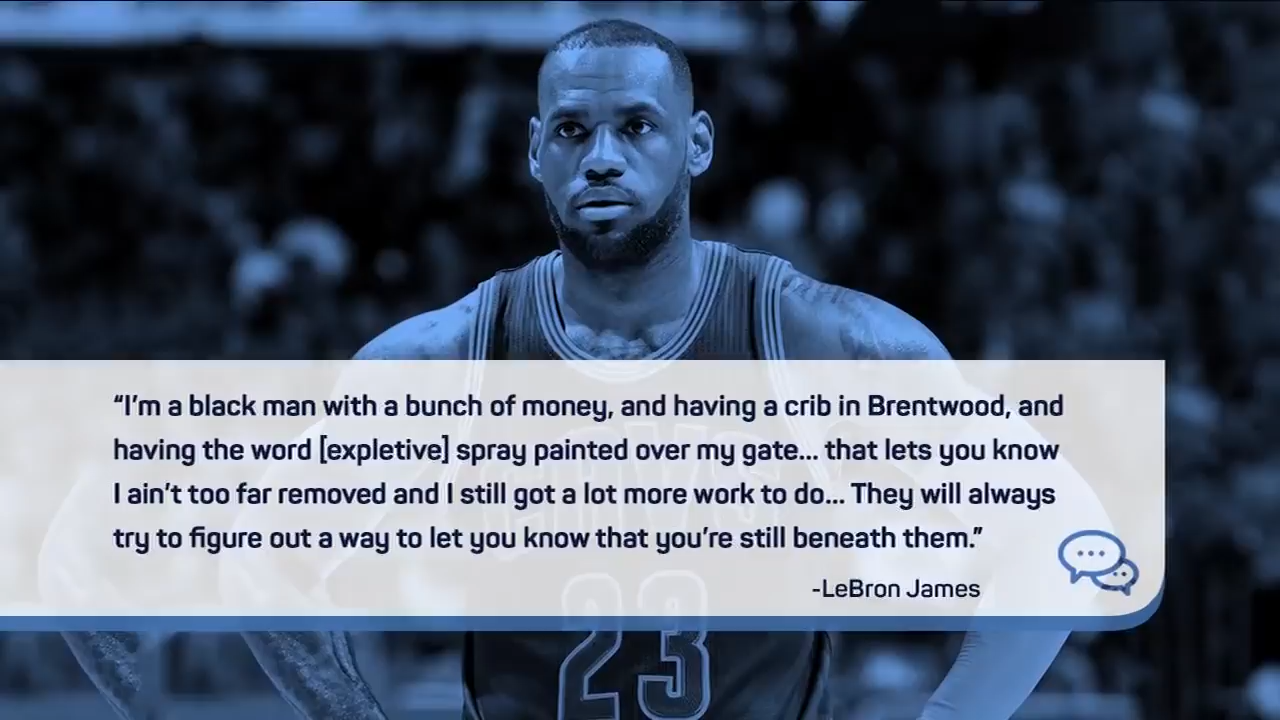 “I’m a black man with a bunch of money, and having a crib in Brentwood, and
having the word [expletive] spray painted over my gate... that lets you know
I ain’t too far removed and I still got a lot more work to do... They will always
try to figure out a way to let you know that you’re still beneath them.”
-LeBron James
23